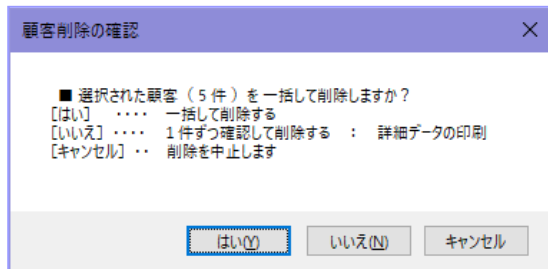 顧客削除の確認
■ 選択された顧客（５件）を一括して削除しますか？
[はい]　‥‥　一括して削除する
[いいえ]‥‥　１件ずつ確認して削除する　：　詳細データの印刷
[キャンセル]‥　削除を中止します
はい(Y)　いいえ(N)　キャンセル